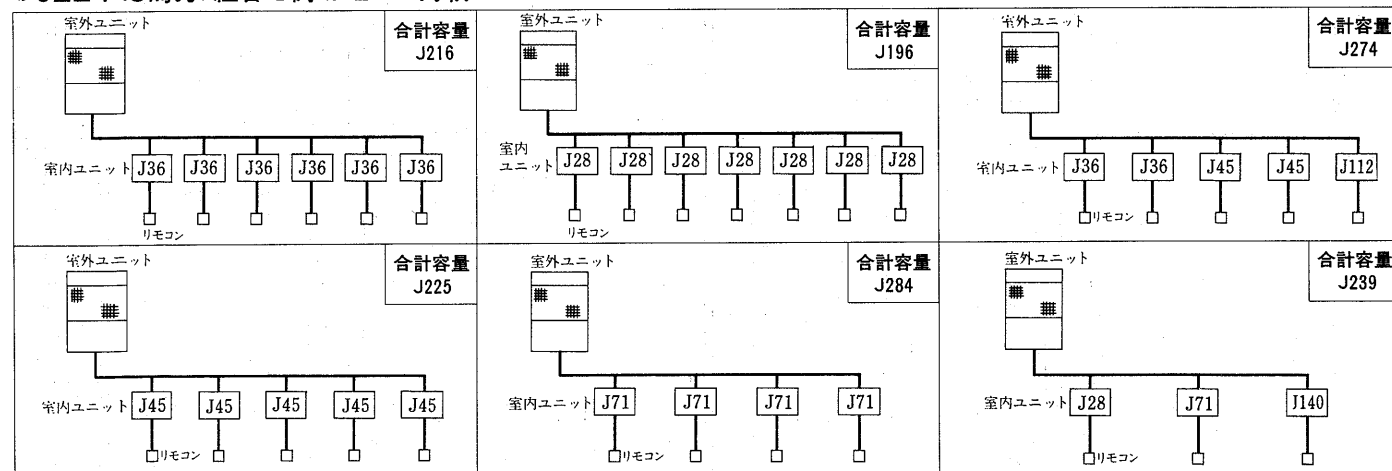 室外ユニット
合計容量
J216
室内ユニット J36 J36 J36 J36 J36 J36
リモコン
室外ユニット
合計容量
J196
室内
ユニット J28 J28 J28 J28 J28 J28 J28
リモコン
室外ユニット
合計容量
J274
室内ユニット J36 J36 J45 J45 J112
リモコン
室外ユニット
合計容量
J225
室内ユニット J45 J45 J45 J45 J45
リモコン
室外ユニット
合計容量
J284
室内ユニット J71 J71 J71 J71
リモコン
室外ユニット
合計容量
J239
室内ユニット J28 J71 J140
リモコン